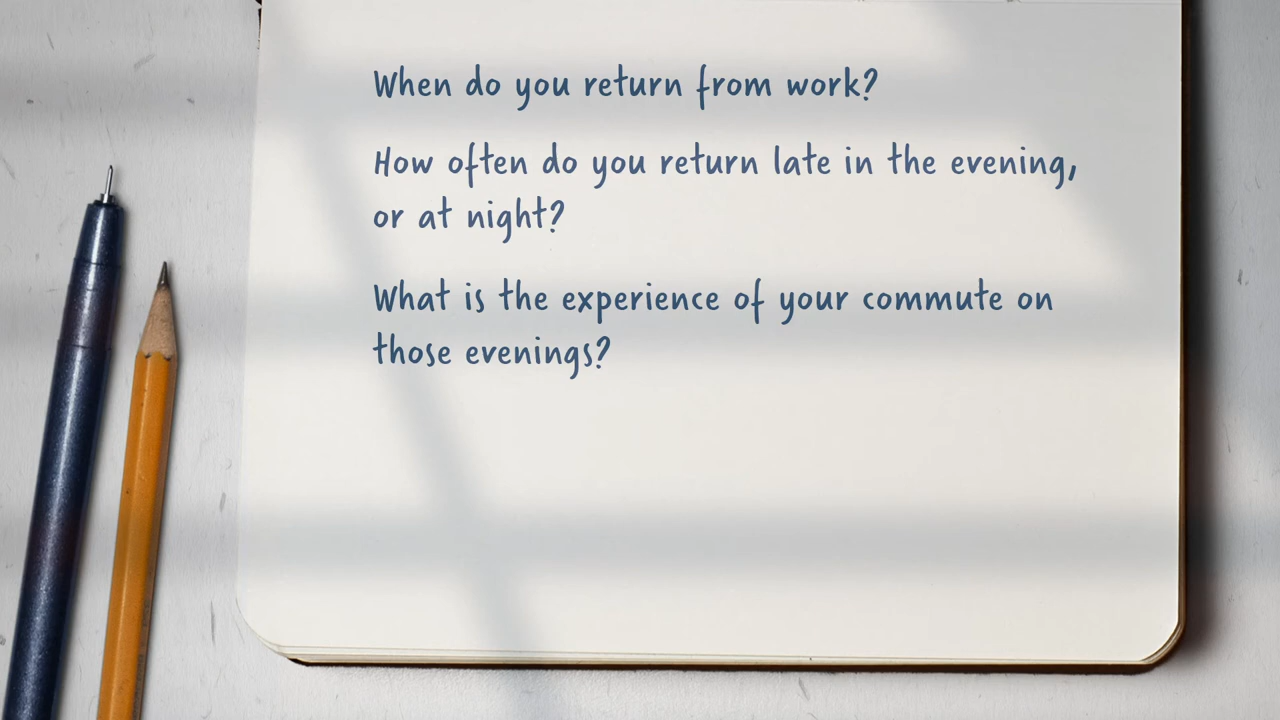 When do you return from work?
How often do you return late in the evening,
or at night?
What is the experience of your commute on
those evenings?